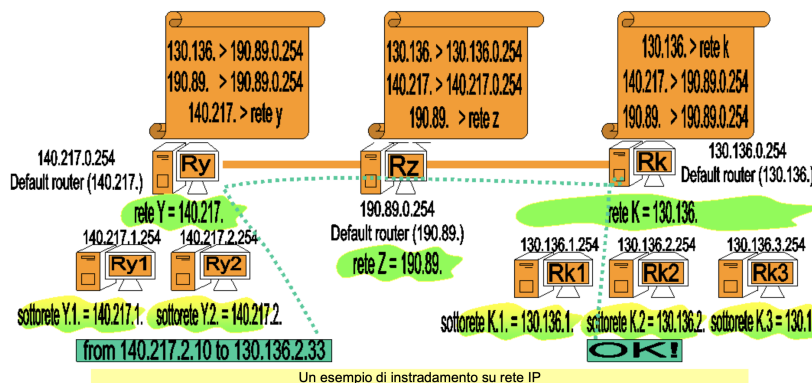 130.136. > 190.89.0.254
190.89. > 190.89.0.254
140.217. > rete y
130.136. > 130.136.0.254
140.217. > 140.217.0.254
190.89. > rete z
130.136. > rete k
140.217. > 190.89.0.254
190.89. > 190.89.0.254
140.217.0.254
Default router (140.217.)
Ry
Rz
Rk
130.136.0.254
Default router (130.136.)
rete Y = 140.217.
190.89.0.254
Default router (190.89.)
rete Z = 190.89.
rete K = 130.136.
140.217.1.254
140.217.2.254
Ry1
Ry2
130.136.1.254
130.136.2.254
130.136.3.254
Rk1
Rk2
Rk3
sottorete Y.1. = 140.217.1.
sottorete Y.2. = 140.217.2.
sottorete K.1. = 130.136.1.
sottorete K.2 = 130.136.2.
sottorete K.3 = 130.1
from 140.217.2.10 to 130.136.2.33
OK!
Un esempio di instradamento su rete IP